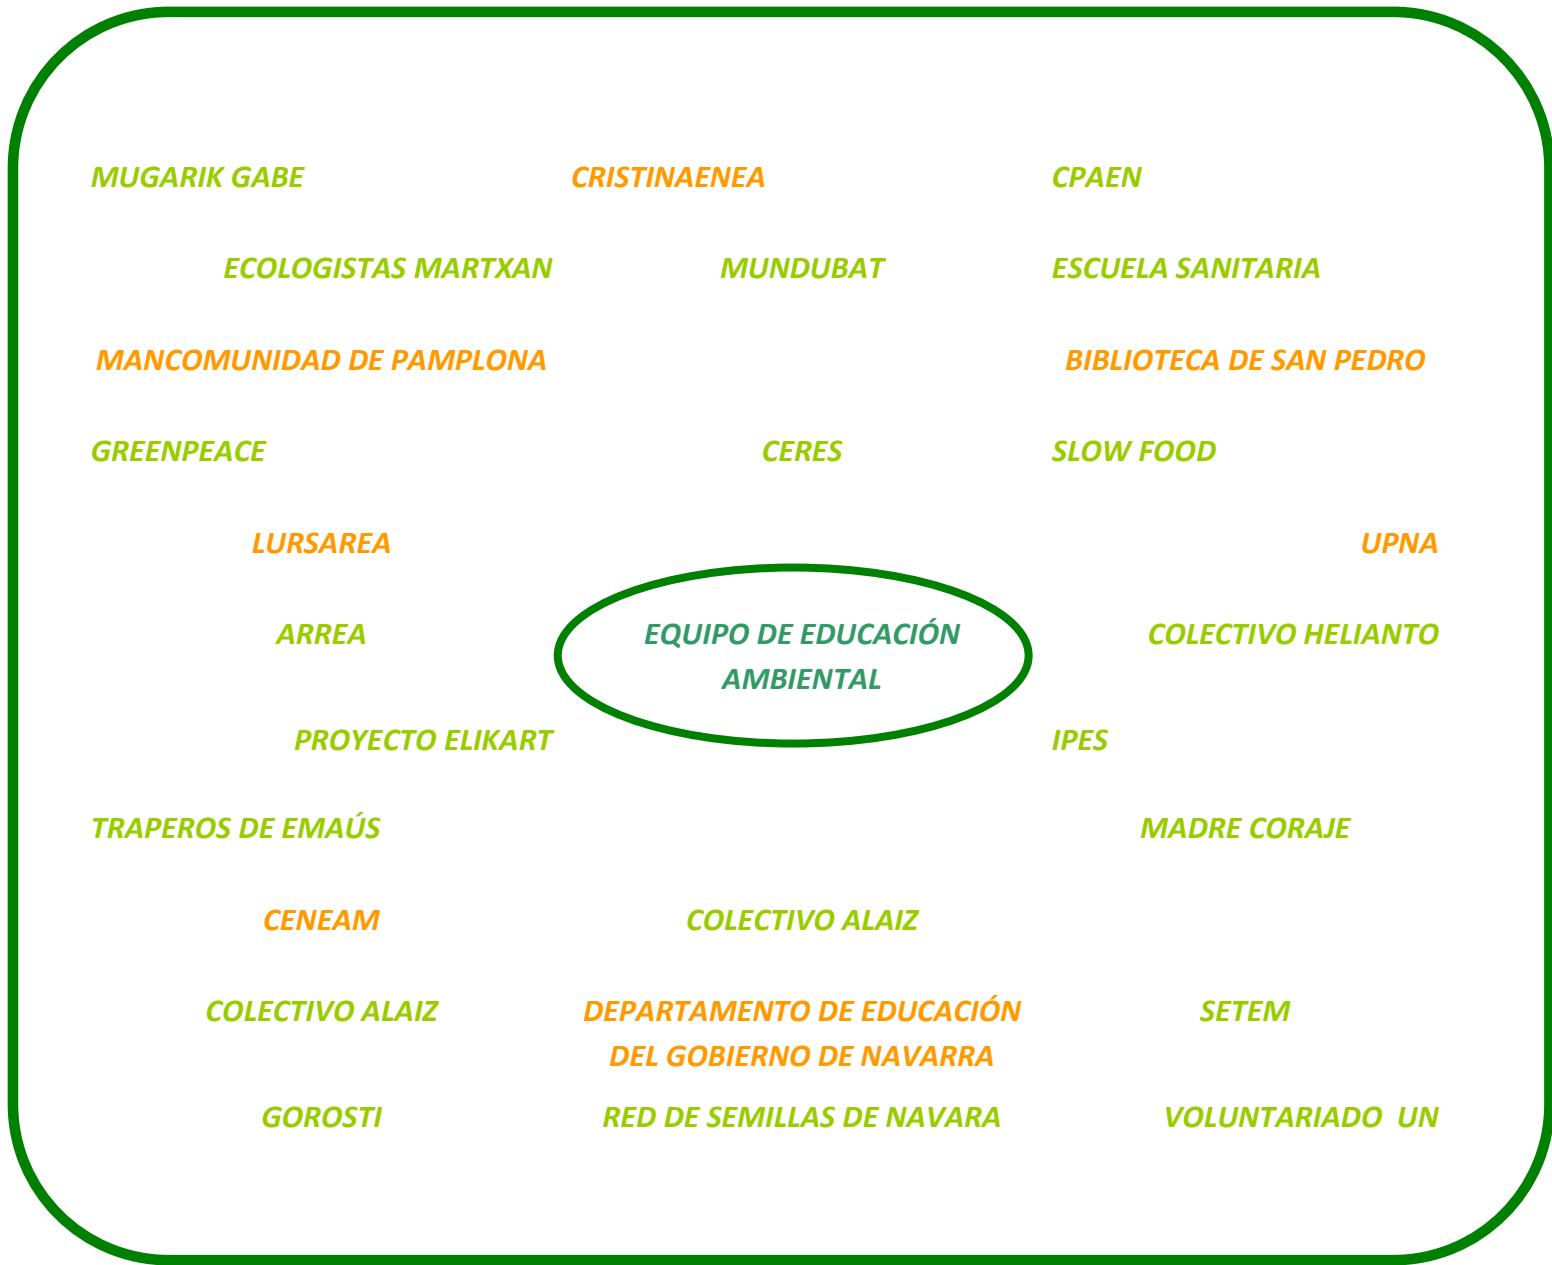 MUGARIK GABE
CRISTINAENEA
CPAEN
ECOLOGISTAS MARTXAN
MUNDUBAT
ESCUELA SANITARIA
MANCOMUNIDAD DE PAMPLONA
BIBLIOTECA DE SAN PEDRO
GREENPEACE
CERES
SLOW FOOD
LURSAREA
UPNA
ARREA
EQUIPO DE EDUCACIÓN
AMBIENTAL
COLECTIVO HELIANTO
PROYECTO ELIKART
IPES
TRAPEROS DE EMAÚS
MADRE CORAJE
CENEAM
COLECTIVO ALAIZ
COLECTIVO ALAIZ
DEPARTAMENTO DE EDUCACIÓN
DEL GOBIERNO DE NAVARRA
SETEM
GOROSTI
RED DE SEMILLAS DE NAVARA
VOLUNTARIADO UN